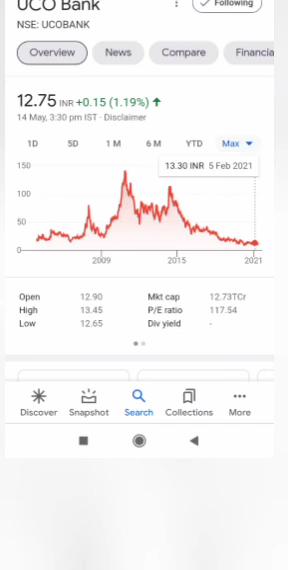 UCO Bank
Following
NSE: UCOBANK
Overview News Compare Financia
12.75 INR +0.15 (1.19%) ↑
14 May, 3:30 pm IST · Disclaimer
1D 5D 1 M 6 M YTD Max
13.30 INR 5 Feb 2021
150
100
50
0
2009 2015 2021
Open 12.90 Mkt cap 12.73TCr
High 13.45 P/E ratio 117.54
Low 12.65 Div yield -
Discover Snapshot Search Collections More